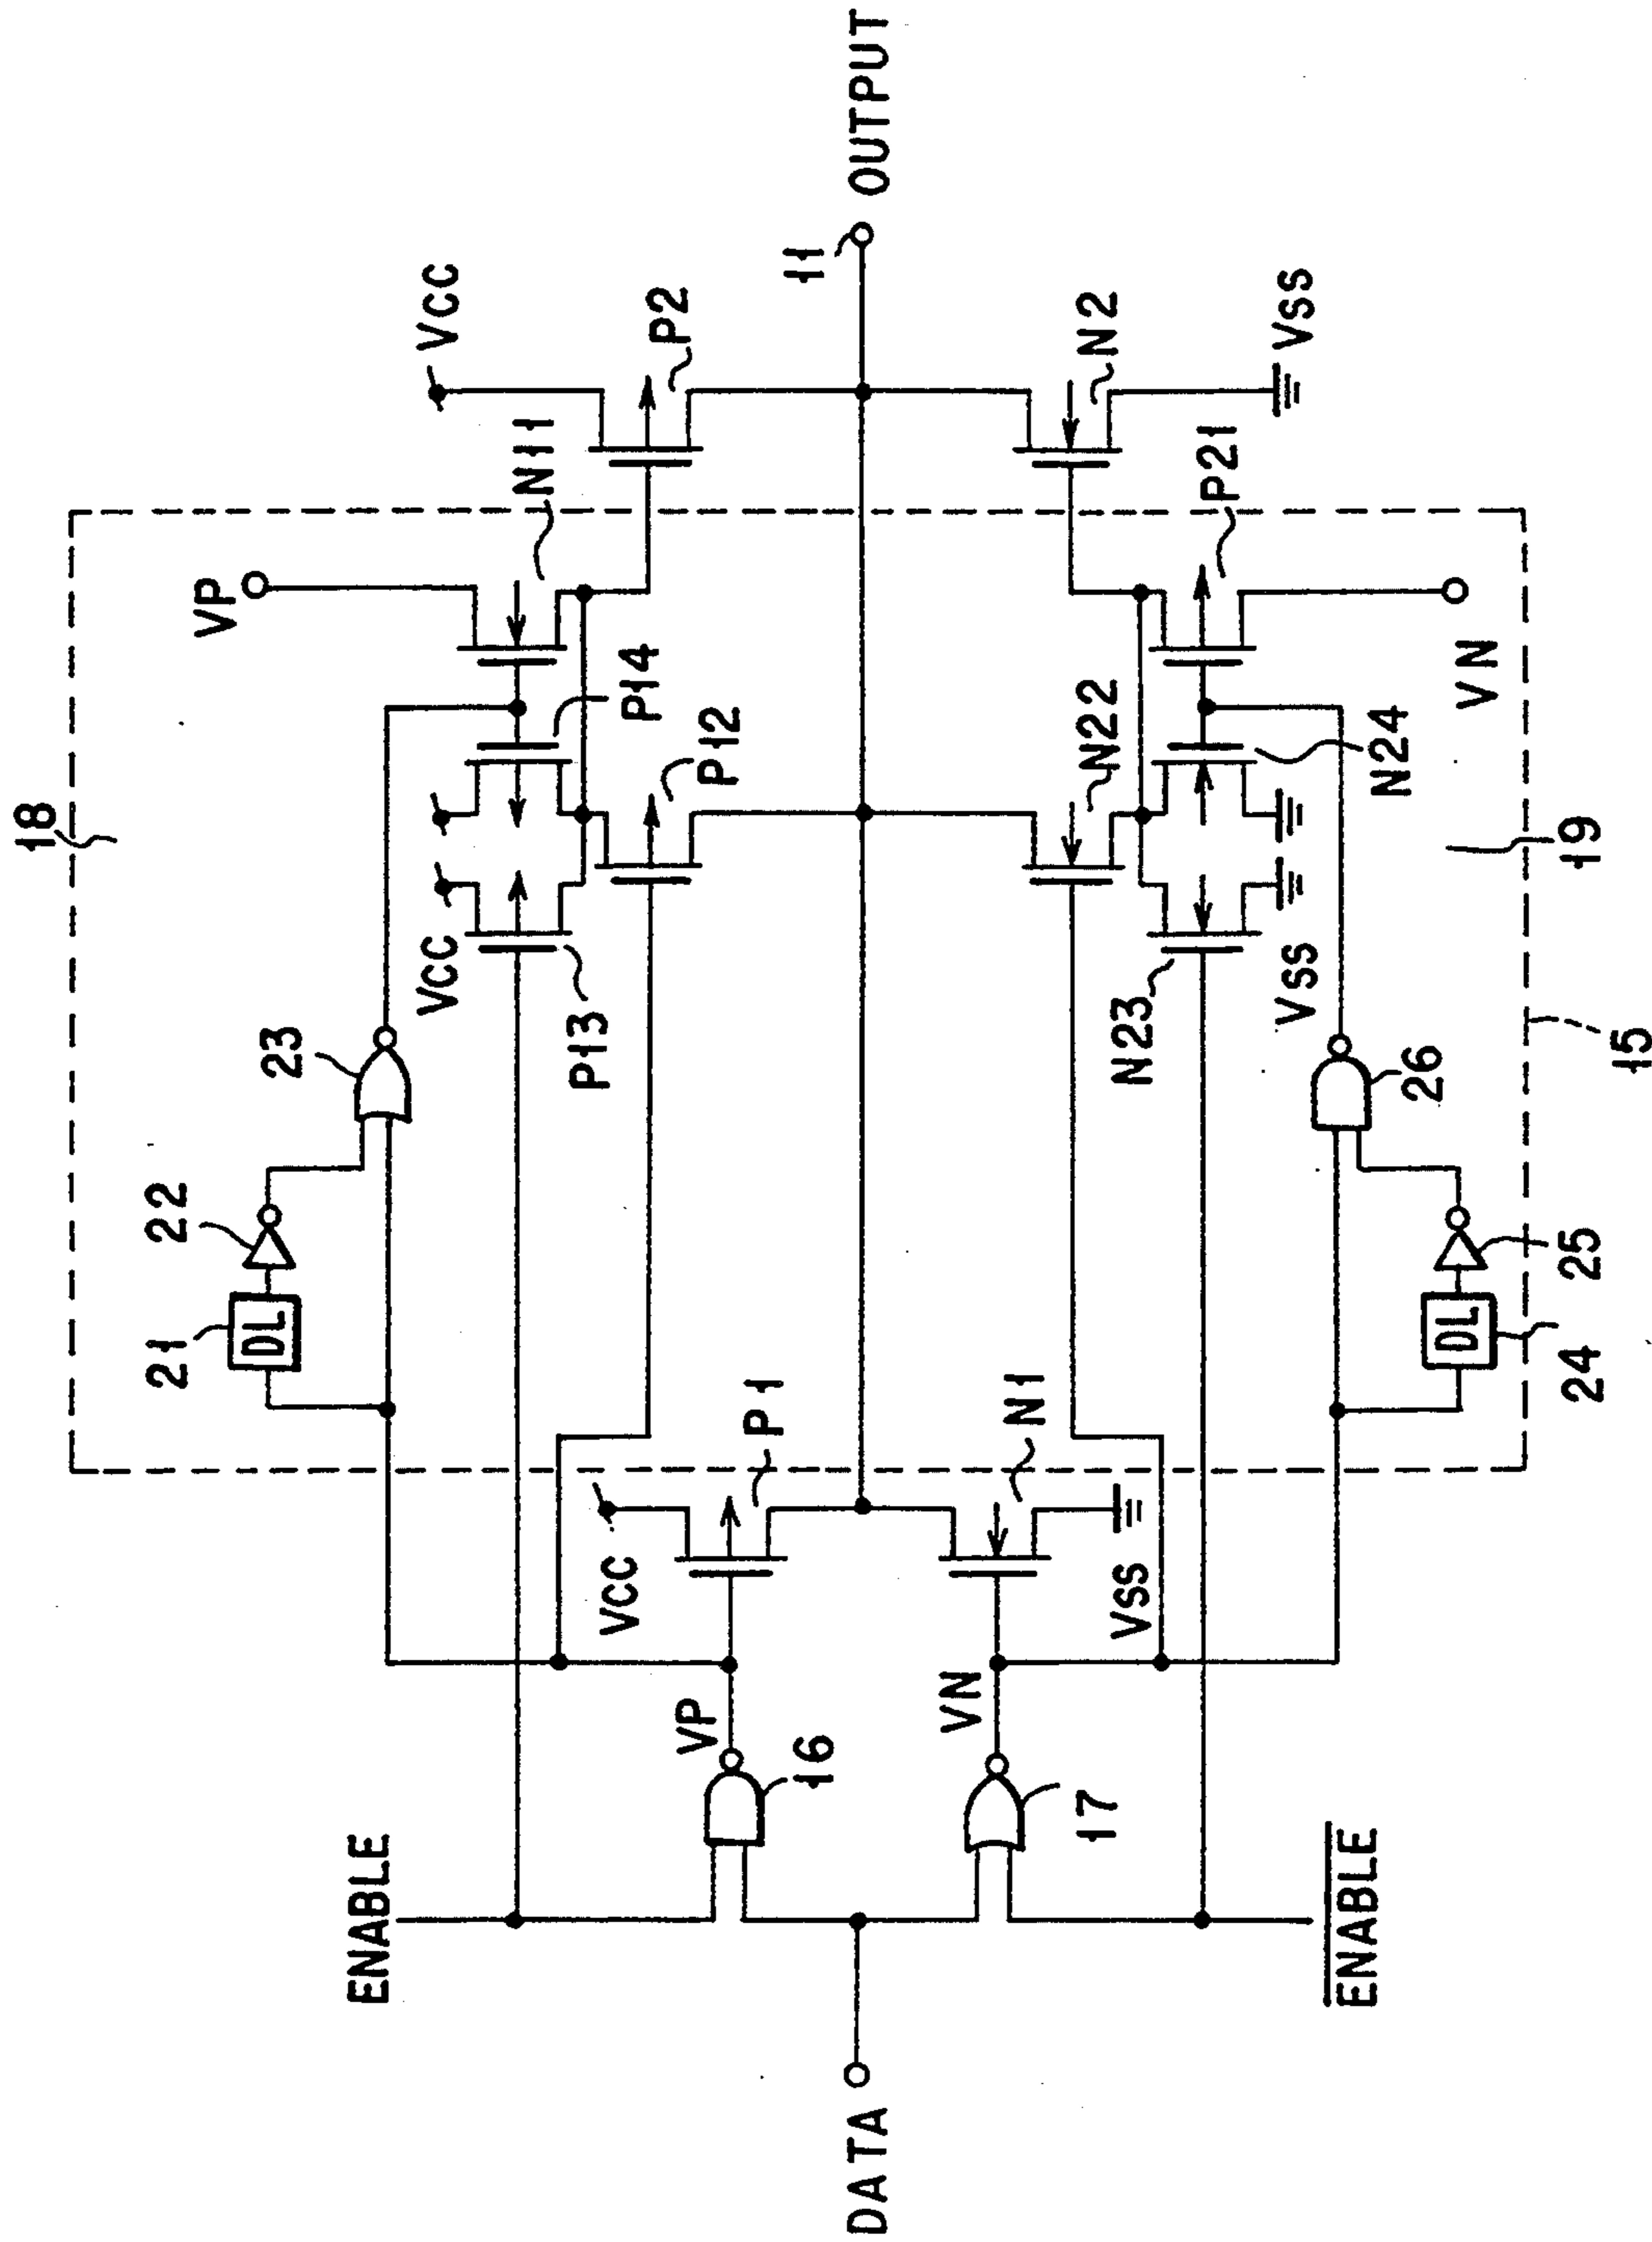 18
VP
VCC
N11
P2
P14
P12
VCC
P13
23
22
21
11
OUTPUT
ENABLE
VCC
P1
VP
16
DATA
VN
17
N1
VSS
ENABLE
N22
N2
VSS
P21
N23
VSS
N24
VN
26
DL
DL
25
24
19
15